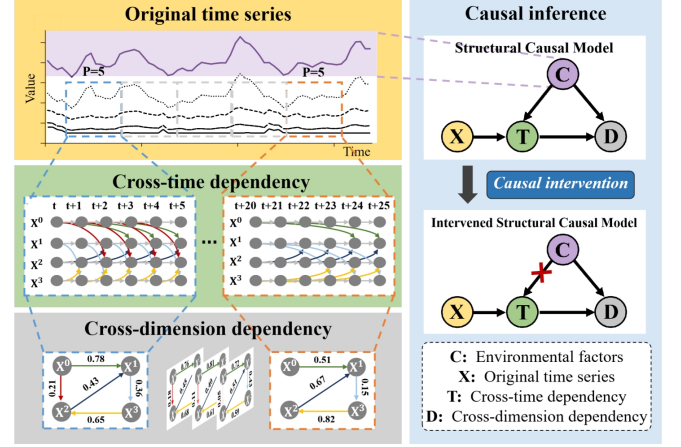 Original time series
P=5
P=5
Value
Time
Cross-time dependency
t t+1 t+2 t+3 t+4 t+5
t+20 t+21 t+22 t+23 t+24 t+25
X⁰
X¹
X²
X³
...
X⁰
X¹
X²
X³
Cross-dimension dependency
X⁰ 0.78 X¹
0.21 0.43 0.36
X² 0.65 X³
X⁰ 0.51 X¹
0.67 0.15
X² 0.82 X³
Causal inference
Structural Causal Model
C
X T D
Causal intervention
Intervened Structural Causal Model
C
X T D
C: Environmental factors
X: Original time series
T: Cross-time dependency
D: Cross-dimension dependency